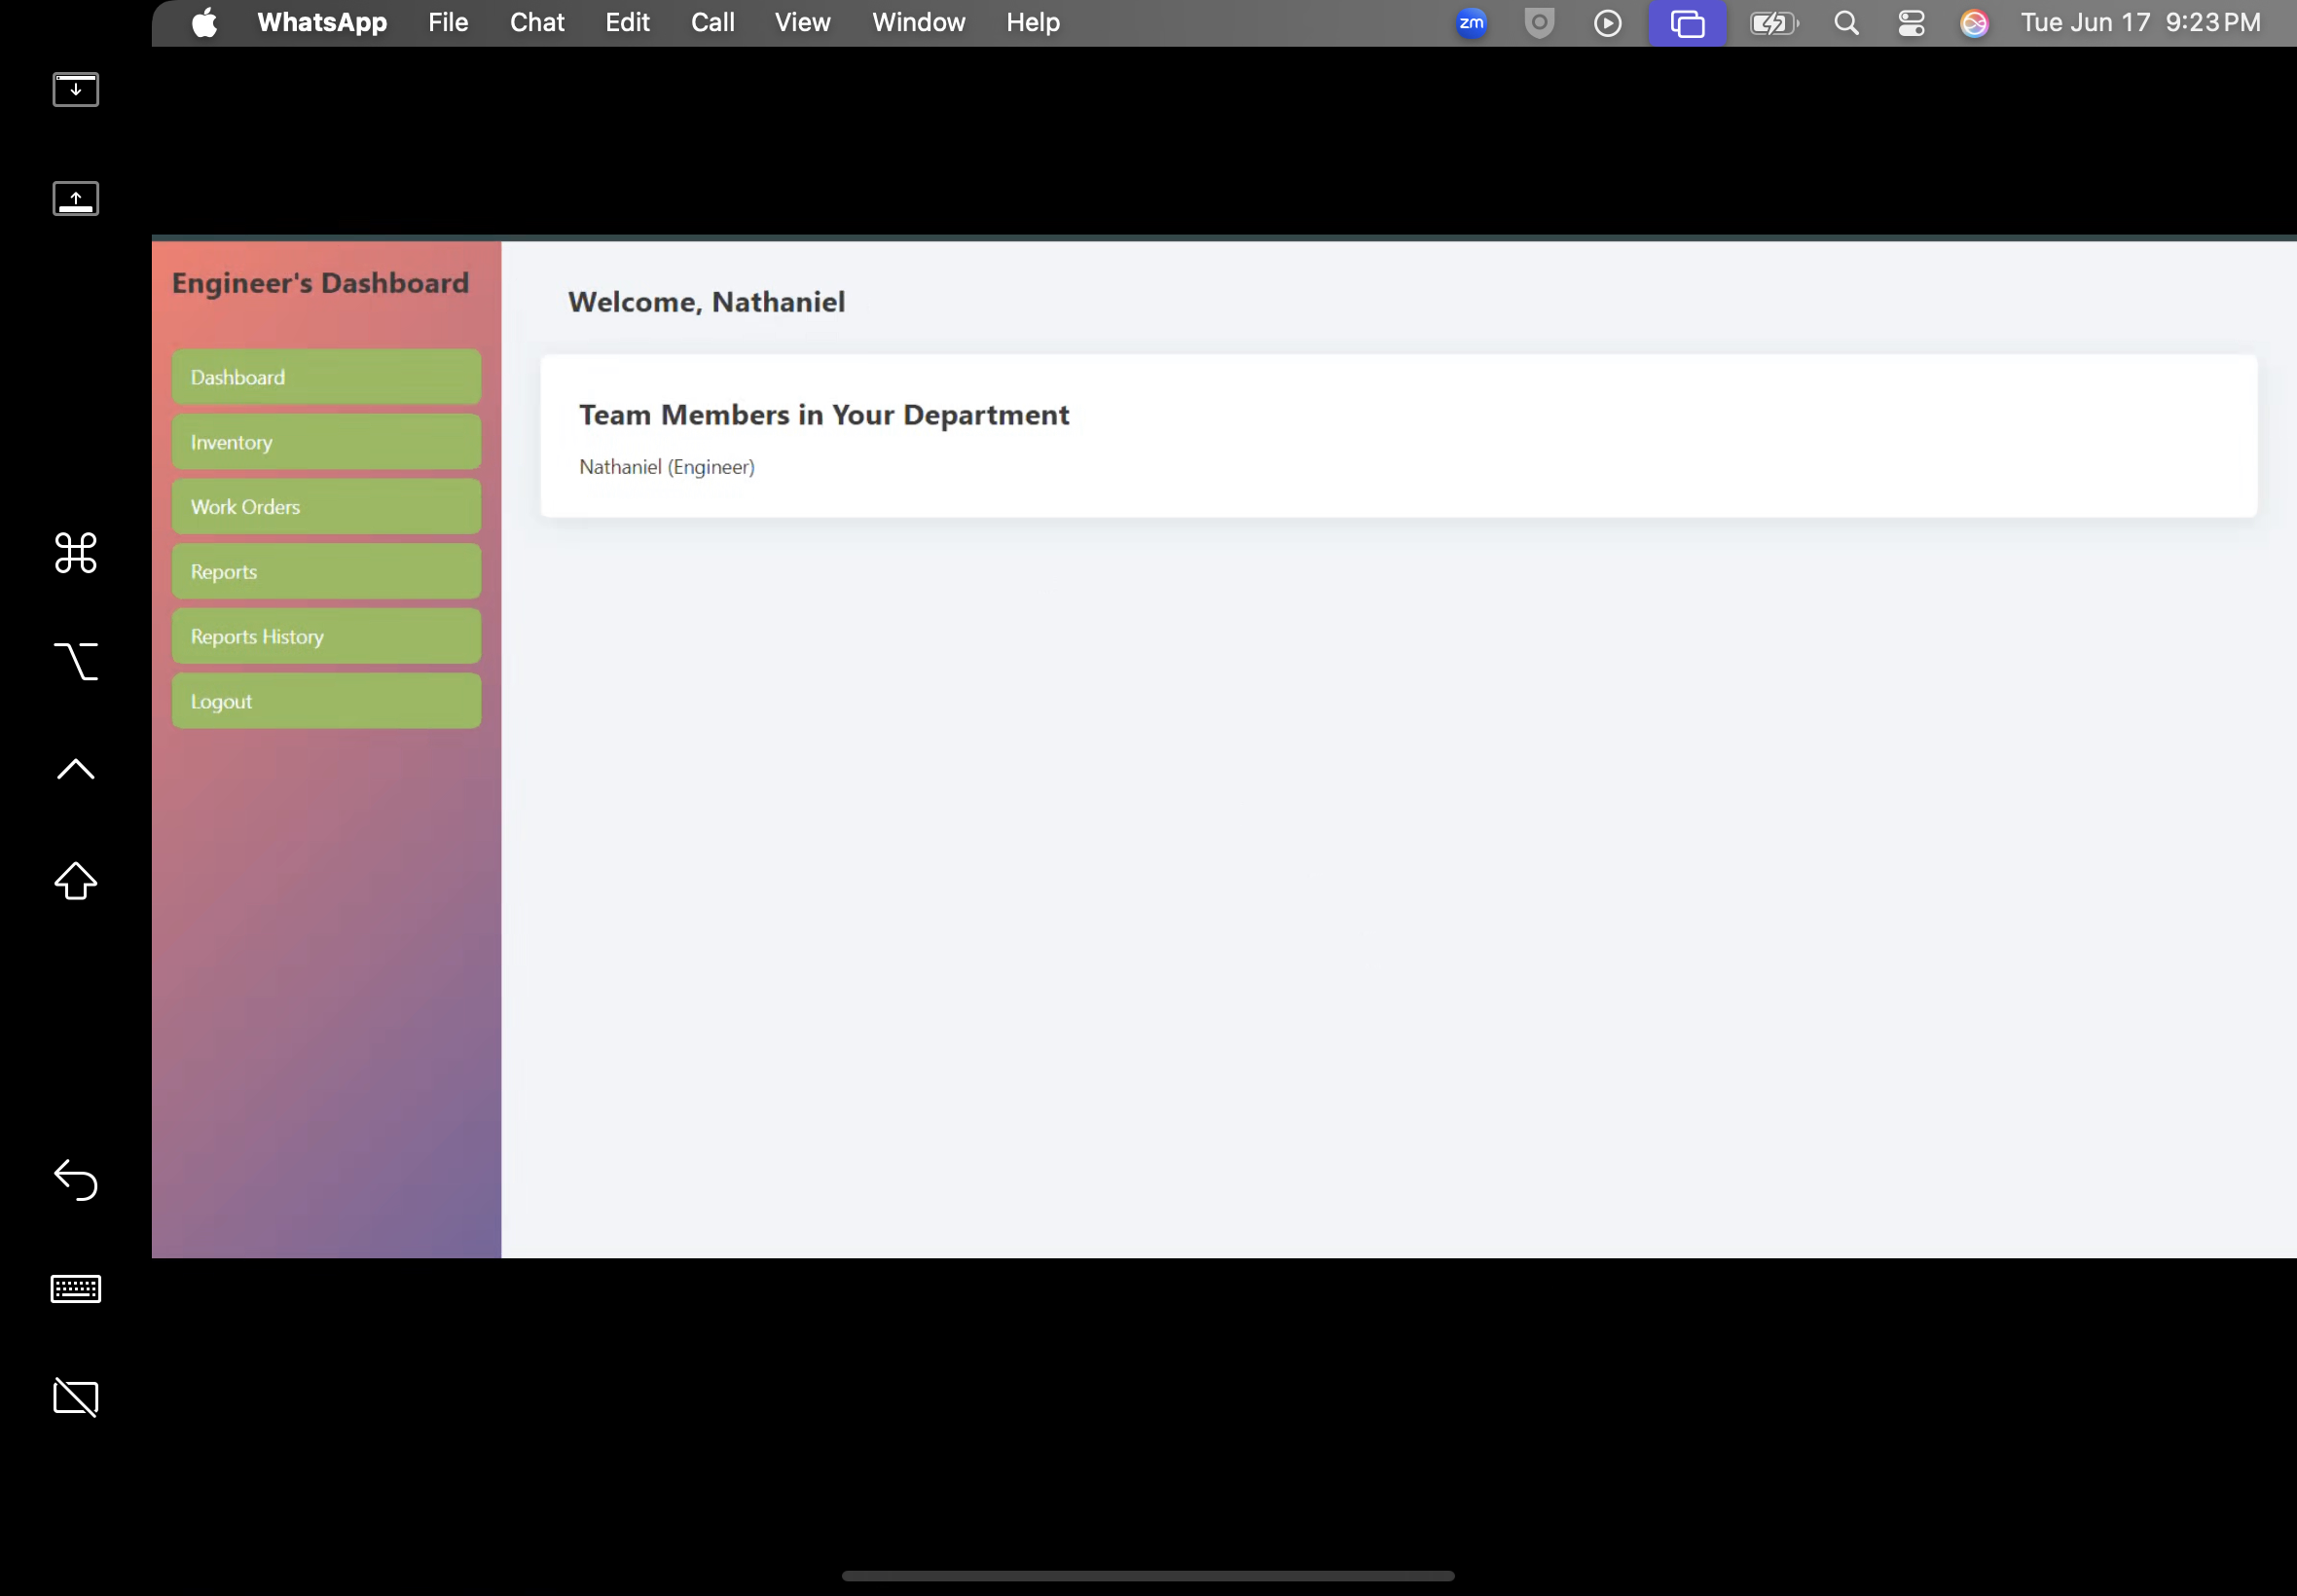 WhatsApp File Chat Edit Call View Window Help zm Tue Jun 17 9:23 PM
Engineer's Dashboard
Dashboard
Inventory
Work Orders
Reports
Reports History
Logout
Welcome, Nathaniel
Team Members in Your Department
Nathaniel (Engineer)